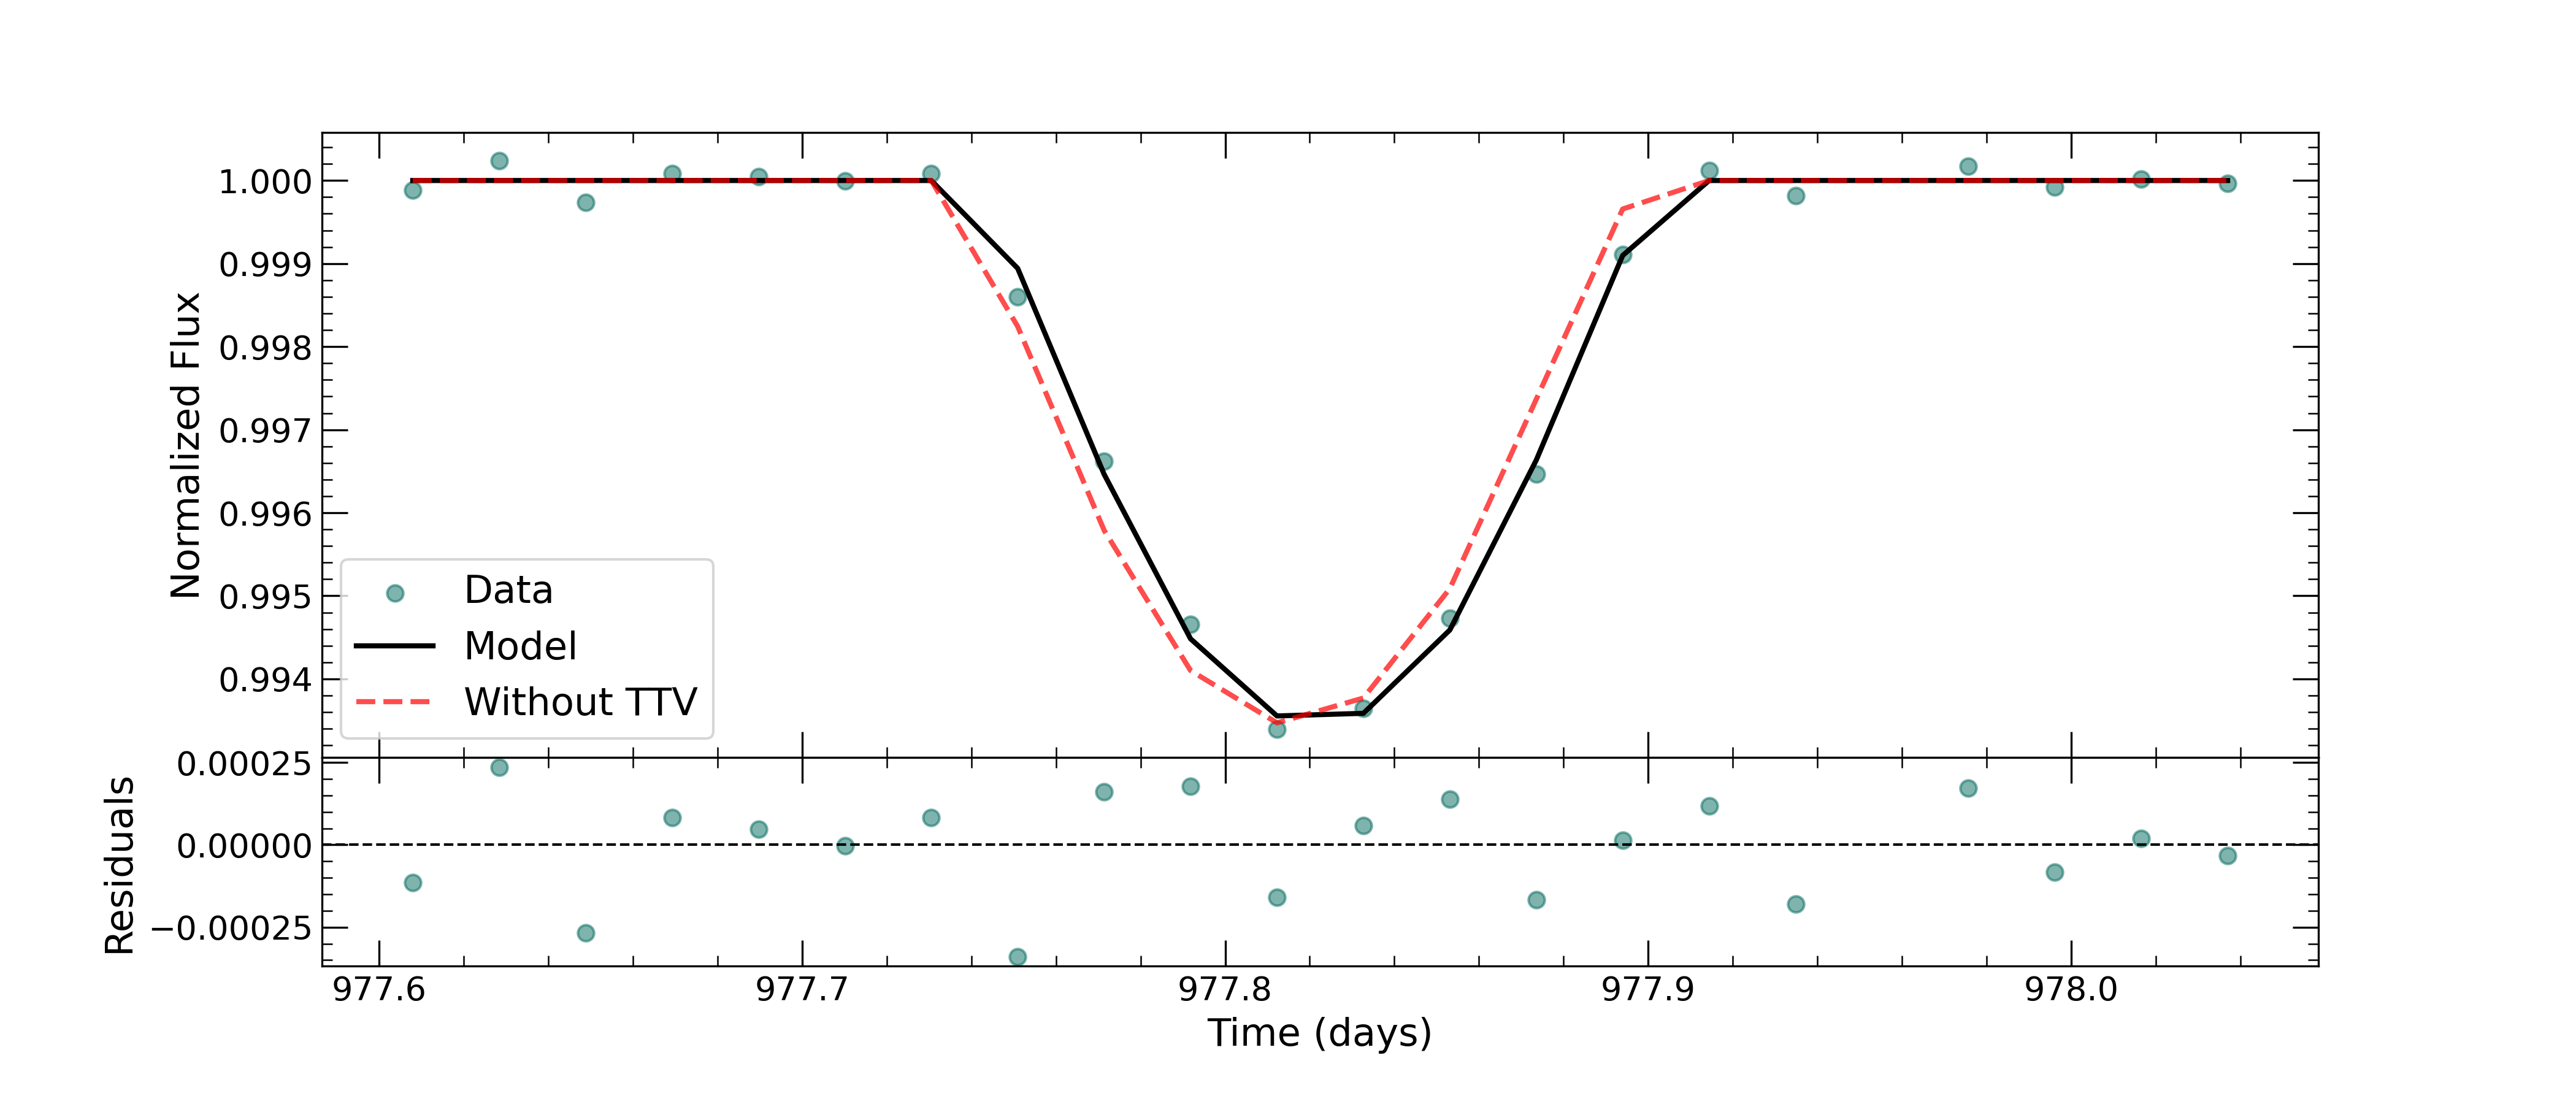 Normalized Flux
1.000
0.999
0.998
0.997
0.996
0.995
0.994
Data
Model
Without TTV
Residuals
0.00025
0.00000
−0.00025
977.6 977.7 977.8 977.9 978.0
Time (days)